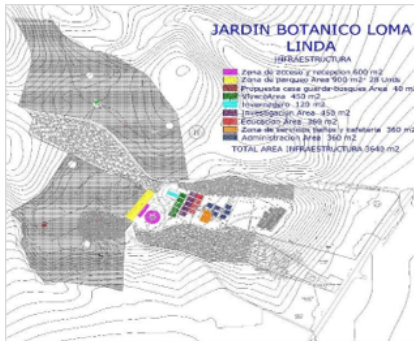 JARDIN BOTANICO LOMA
LINDA
INFRAESTRUCTURA
Zona de acceso y recepcion 600 m2
Zona de parqueo Area 900 m2 28 Unds
Propuesta casa guarda-bosques Area 40 m2
Vivero Area 450 m2
Invernadero 120 m2
Investigacion Area 450 m2
Educacion Area 360 m2
Zona de servicios baños y cafeteria 360 m2
Administracion Area 360 m2
TOTAL AREA INFRAESTRUCTURA 3640 m2